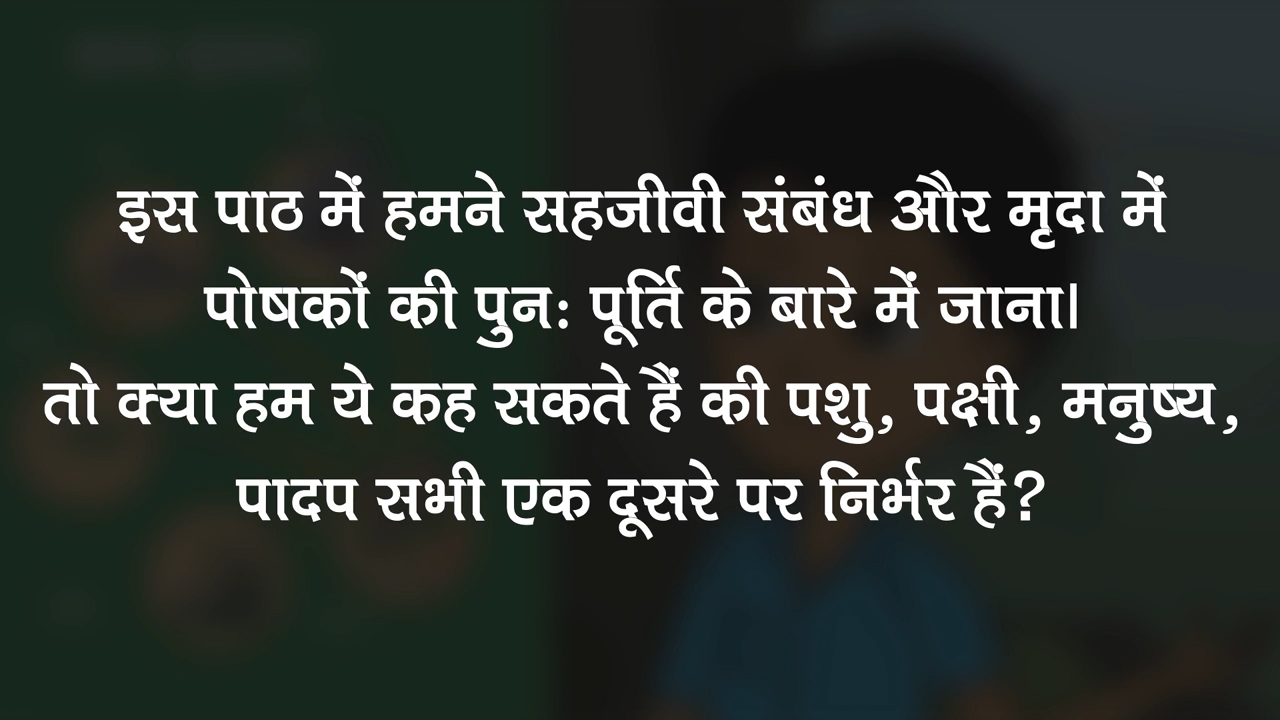 इस पाठ में हमने सहजीवी संबंध और मृदा में
पोषकों की पुनः पूर्ति के बारे में जाना।
तो क्या हम ये कह सकते हैं की पशु, पक्षी, मनुष्य,
पादप सभी एक दूसरे पर निर्भर हैं?